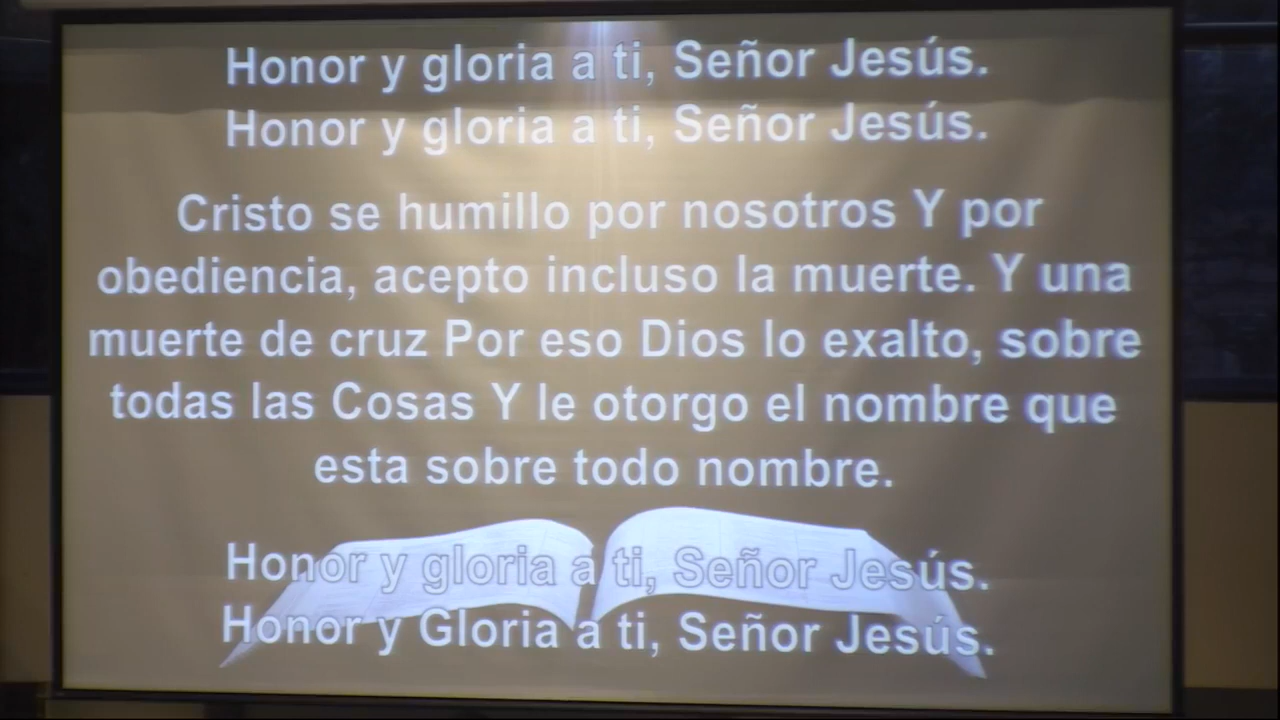 Honor y gloria a ti, Señor Jesús.
Honor y gloria a ti, Señor Jesús.
Cristo se humillo por nosotros Y por
obediencia, acepto incluso la muerte. Y una
muerte de cruz Por eso Dios lo exalto, sobre
todas las Cosas Y le otorgo el nombre que
esta sobre todo nombre.
Honor y gloria a ti, Señor Jesús.
Honor y Gloria a ti, Señor Jesús.